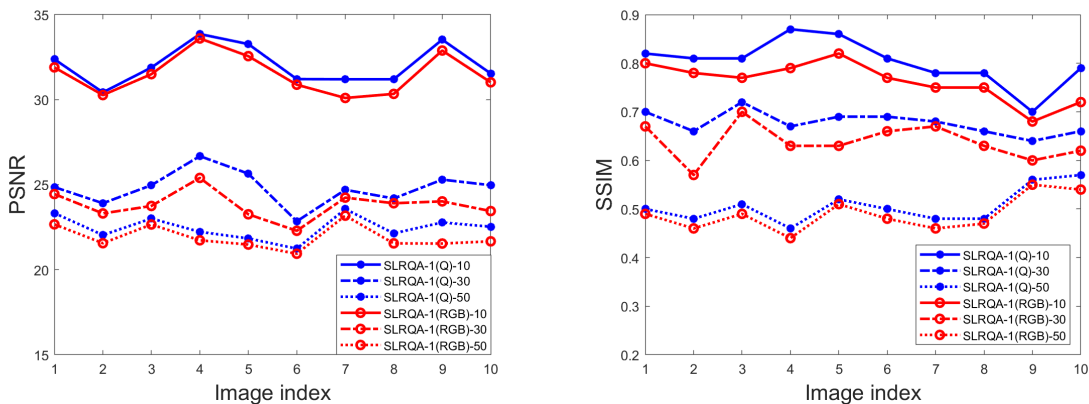 PSNR
35
30
25
20
15
1 2 3 4 5 6 7 8 9 10
Image index
SLRQA-1(Q)-10
SLRQA-1(Q)-30
SLRQA-1(Q)-50
SLRQA-1(RGB)-10
SLRQA-1(RGB)-30
SLRQA-1(RGB)-50
SSIM
0.9
0.8
0.7
0.6
0.5
0.4
0.3
0.2
1 2 3 4 5 6 7 8 9 10
Image index
SLRQA-1(Q)-10
SLRQA-1(Q)-30
SLRQA-1(Q)-50
SLRQA-1(RGB)-10
SLRQA-1(RGB)-30
SLRQA-1(RGB)-50